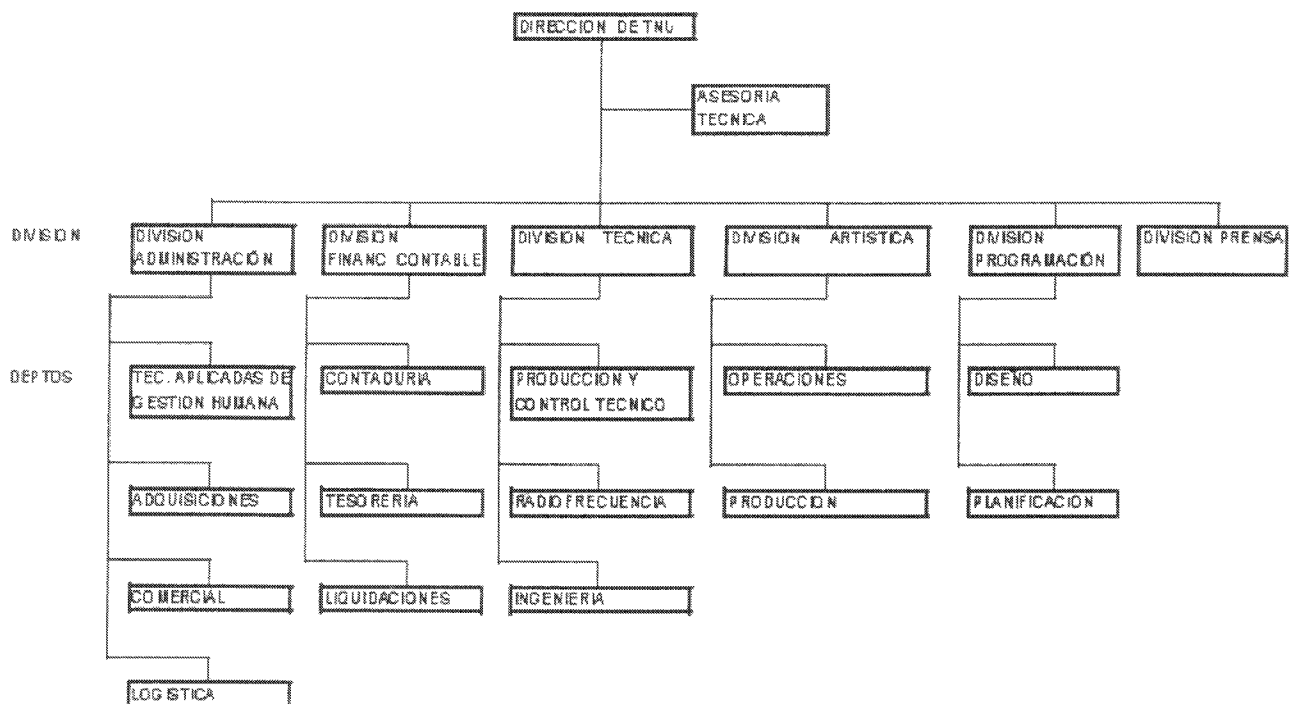 DIRECCION DE TNU
ASESORIA
TECNICA
DIVISION
DIVISION
ADMINISTRACIÓN
DIVISION
FINANC CONTABLE
DIVISION TECNICA
DIVISION ARTISTICA
DIVISION
PROGRAMACIÓN
DIVISION PRENSA
DEPTOS
TEC. APLICADAS DE
GESTION HUMANA
CONTADURIA
PRODUCCION Y
CONTROL TECNICO
OPERACIONES
DISEÑO
ADQUISICIONES
TESORERIA
RADIOFRECUENCIA
PRODUCCION
PLANIFICACION
COMERCIAL
LIQUIDACIONES
INGENIERIA
LOGISTICA